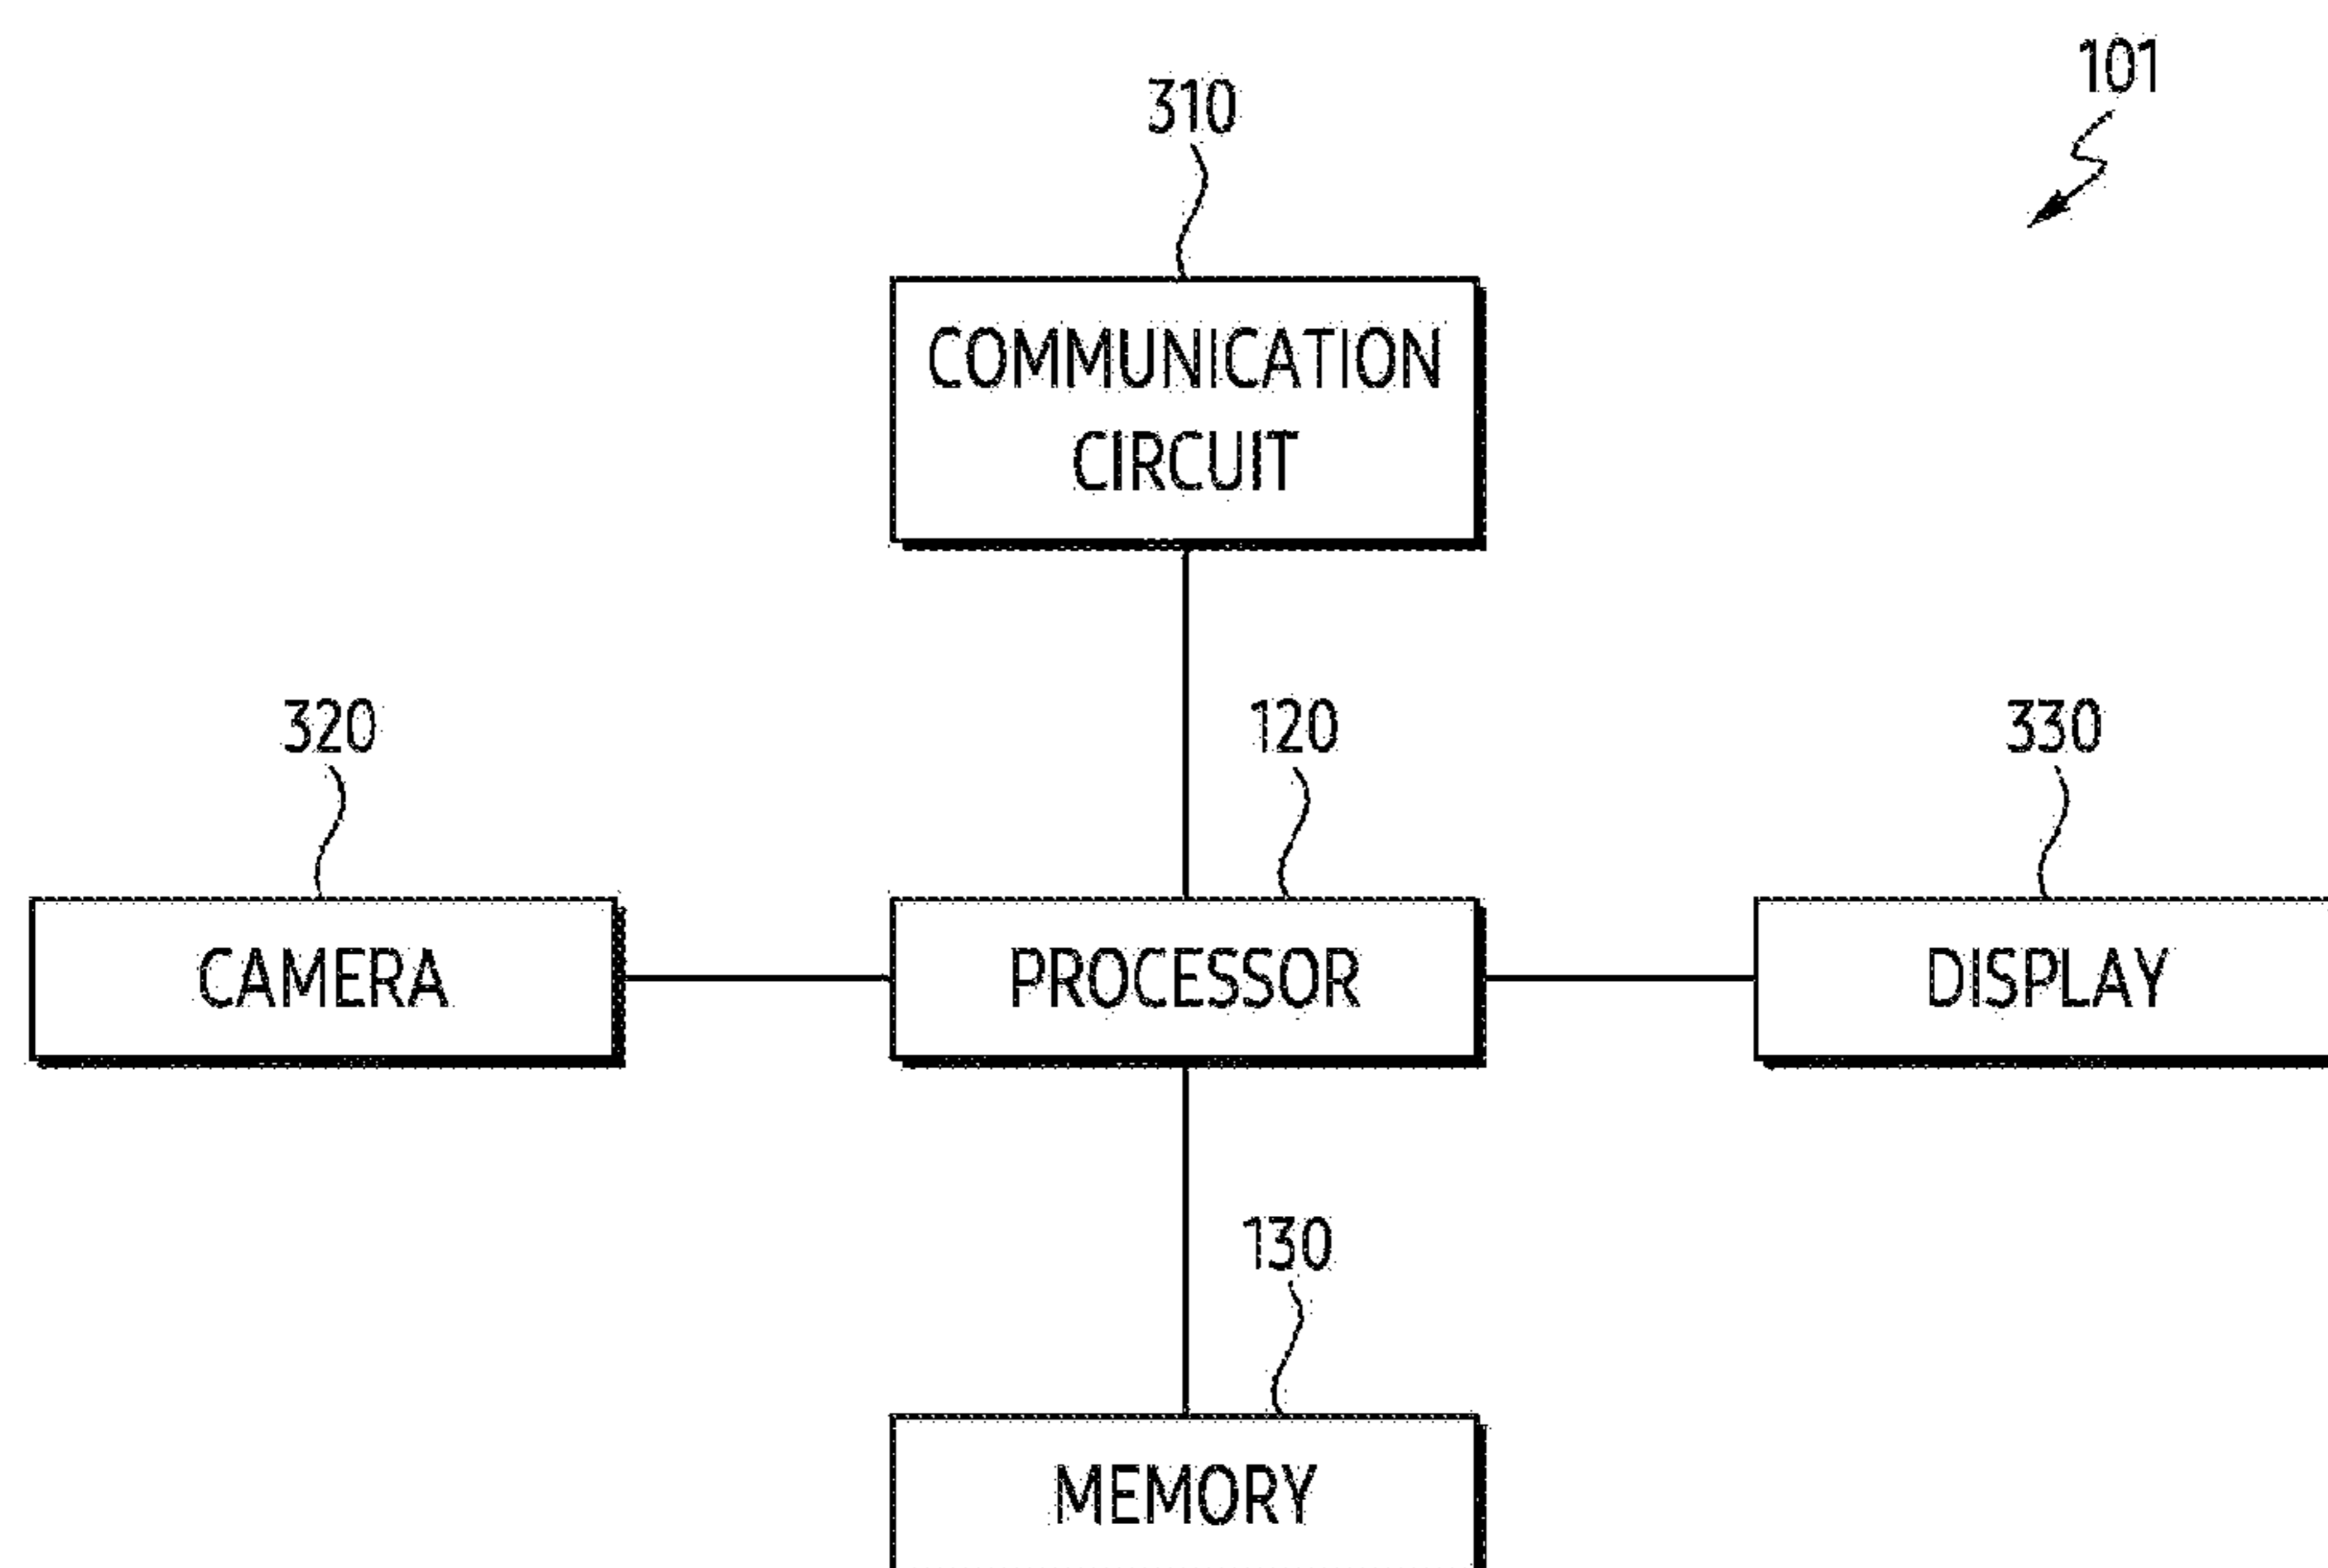 101
310
COMMUNICATION
CIRCUIT
320
120
330
CAMERA
PROCESSOR
DISPLAY
130
MEMORY